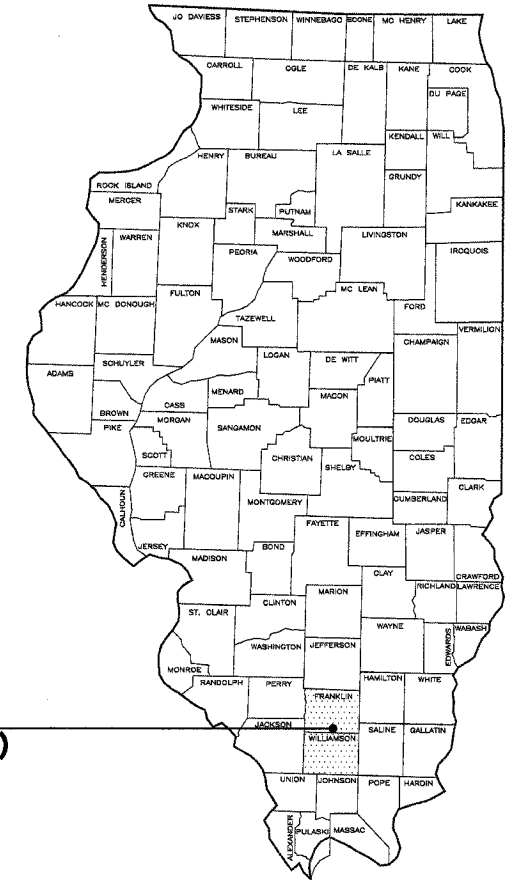 JO DAVIESS STEPHENSON WINNEBAGO BOONE MC HENRY LAKE
CARROLL OGLE DE KALB KANE COOK
DU PAGE
WHITESIDE LEE
KENDALL WILL
HENRY BUREAU LA SALLE
GRUNDY
ROCK ISLAND
MERCER
KANKAKEE
STARK PUTNAM
KNOX
MARSHALL LIVINGSTON
HENDERSON WARREN
PEORIA IROQUOIS
WOODFORD
MC LEAN
FULTON
HANCOCK MC DONOUGH FORD
TAZEWELL
VERMILION
MASON CHAMPAIGN
LOGAN
SCHUYLER DE WITT
ADAMS
PIATT
MENARD
MACON
CASS
BROWN MORGAN DOUGLAS EDGAR
PIKE SANGAMON
MOULTRIE
SCOTT CHRISTIAN COLES
SHELBY
GREENE MACOUPIN
CLARK
CUMBERLAND
MONTGOMERY
CALHOUN
FAYETTE
EFFINGHAM JASPER
JERSEY BOND
MADISON
CLAY
CRAWFORD
MARION RICHLAND LAWRENCE
CLINTON
ST. CLAIR
WAYNE WABASH
EDWARDS
WASHINGTON JEFFERSON
MONROE
HAMILTON WHITE
RANDOLPH PERRY
FRANKLIN
JACKSON SALINE GALLATIN
)
WILLIAMSON
UNION JOHNSON POPE HARDIN
ALEXANDER PULASKI MASSAC